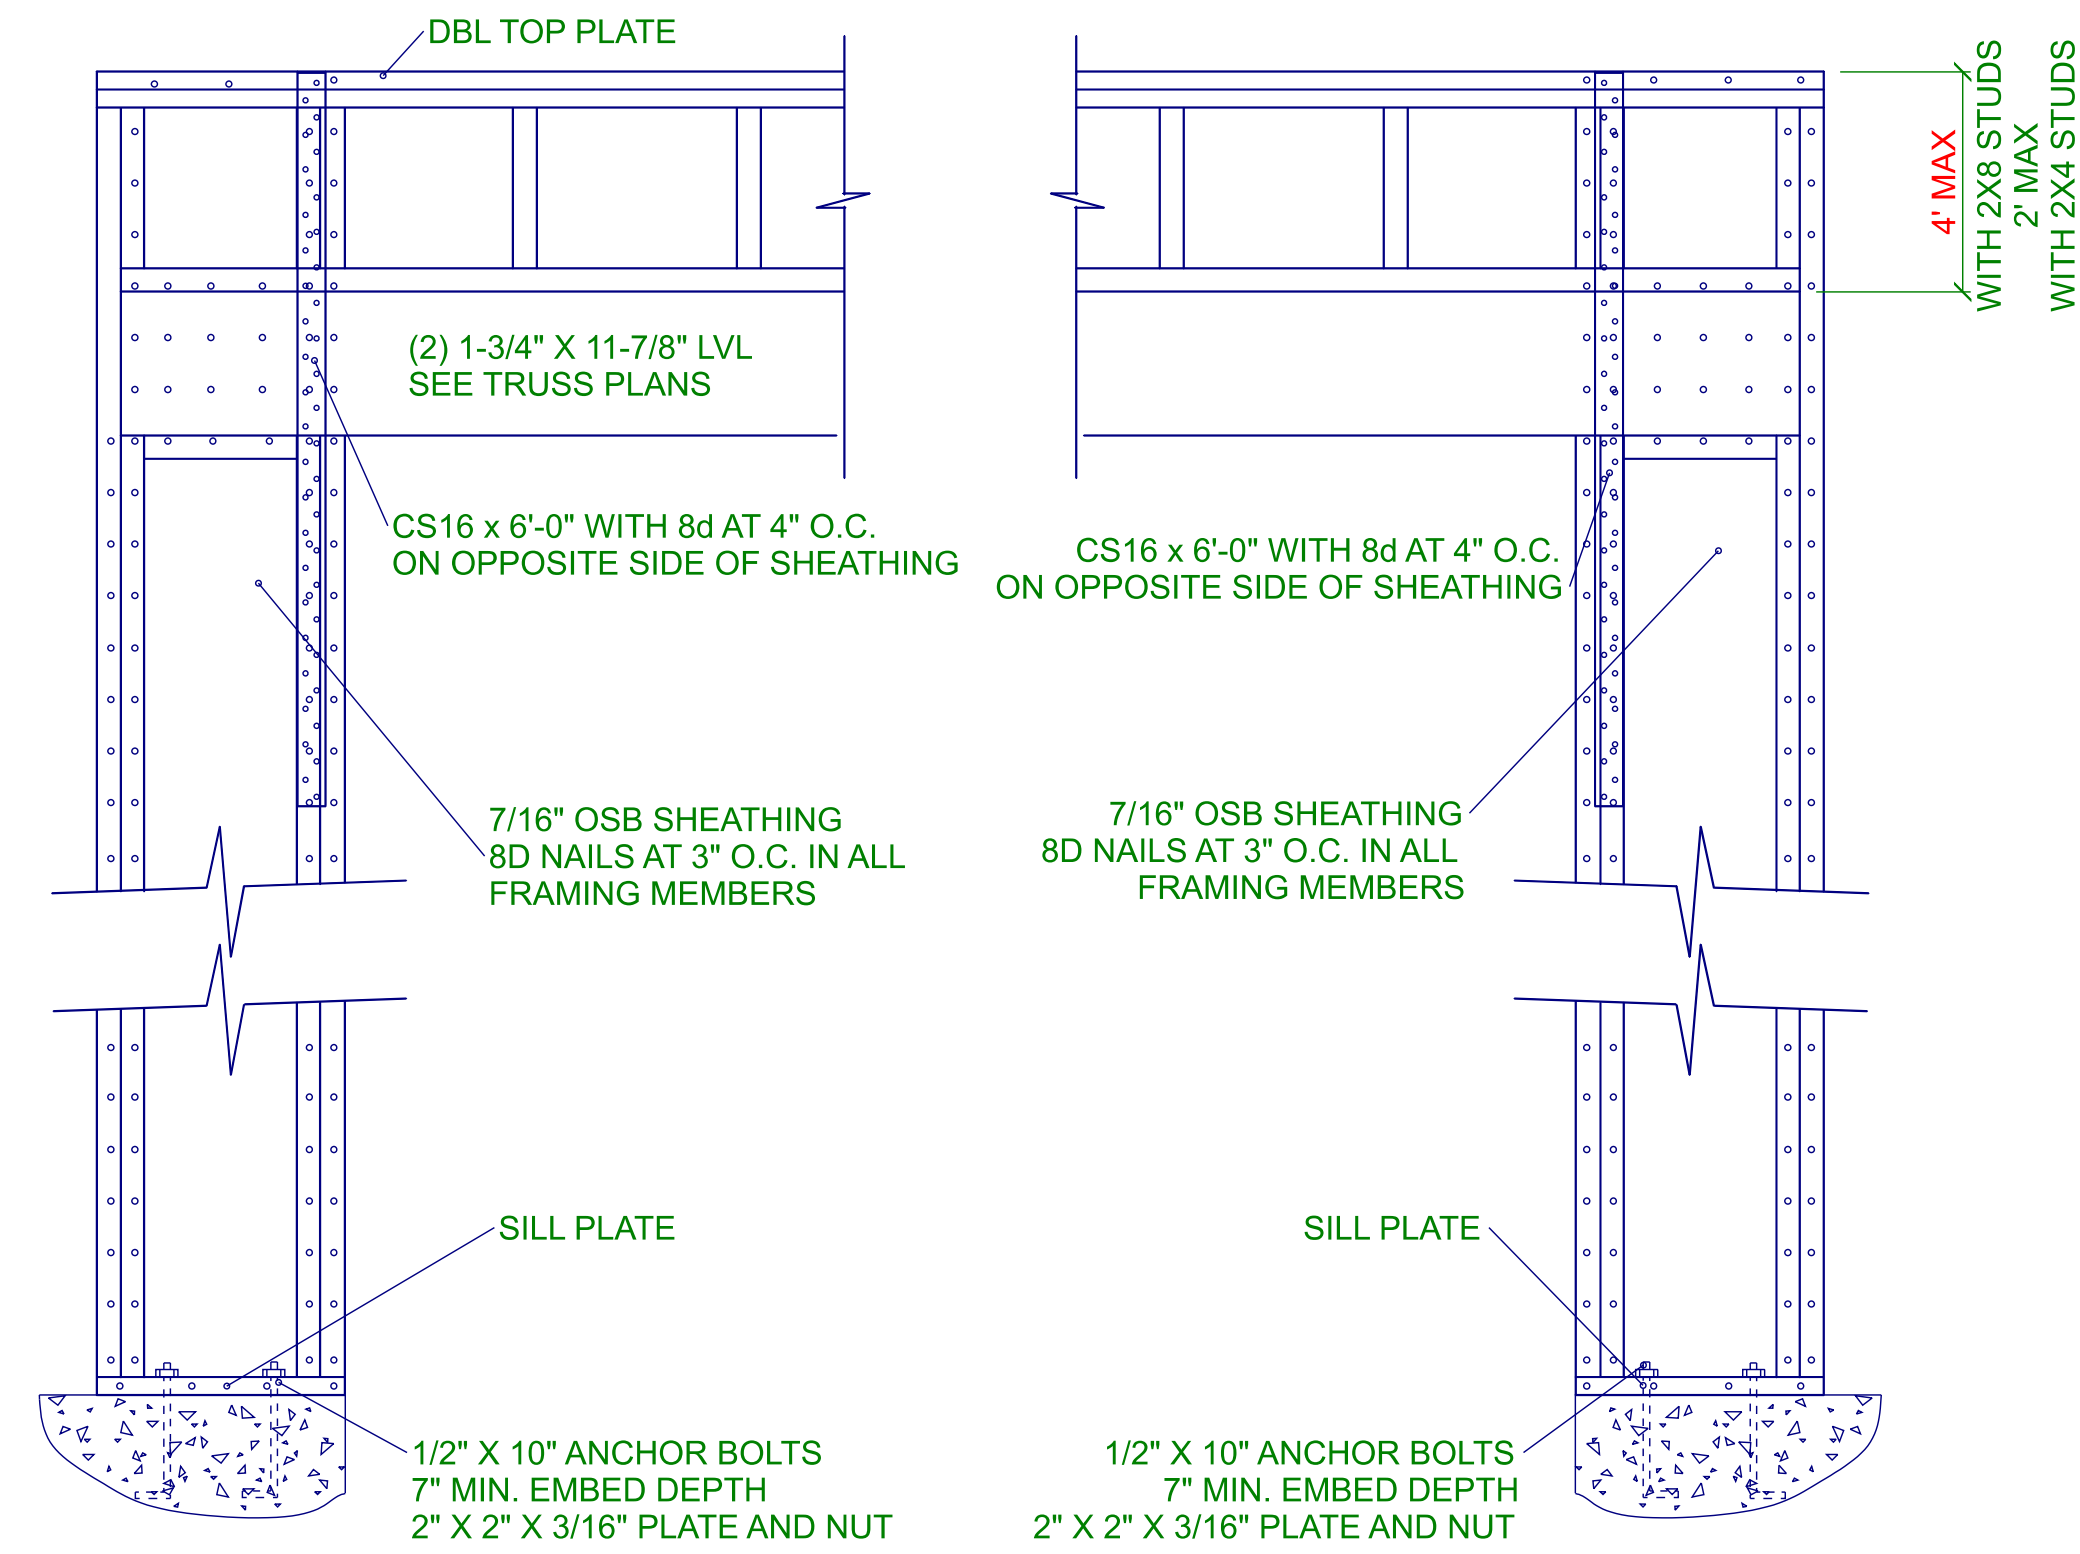 DBL TOP PLATE
4' MAX
WITH 2X8 STUDS
2' MAX
WITH 2X4 STUDS
(2) 1-3/4" X 11-7/8" LVL
SEE TRUSS PLANS
CS16 x 6'-0" WITH 8d AT 4" O.C.
ON OPPOSITE SIDE OF SHEATHING
CS16 x 6'-0" WITH 8d AT 4" O.C.
ON OPPOSITE SIDE OF SHEATHING
7/16" OSB SHEATHING
8D NAILS AT 3" O.C. IN ALL
FRAMING MEMBERS
7/16" OSB SHEATHING
8D NAILS AT 3" O.C. IN ALL
FRAMING MEMBERS
SILL PLATE
SILL PLATE
1/2" X 10" ANCHOR BOLTS
7" MIN. EMBED DEPTH
2" X 2" X 3/16" PLATE AND NUT
1/2" X 10" ANCHOR BOLTS
7" MIN. EMBED DEPTH
2" X 2" X 3/16" PLATE AND NUT